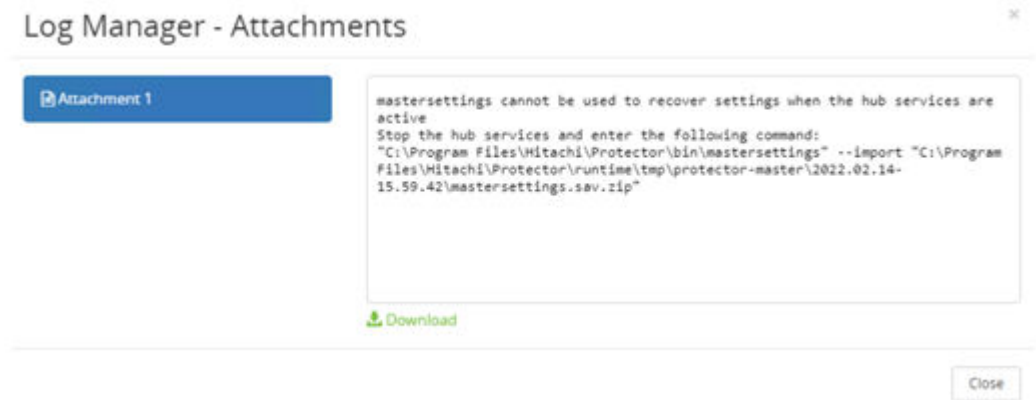 Log Manager - Attachments
×
Attachment 1
mastersettings cannot be used to recover settings when the hub services are
active
Stop the hub services and enter the following command:
"C:\Program Files\Hitachi\Protector\bin\mastersettings" --import "C:\Program
Files\Hitachi\Protector\runtime\tmp\protector-master\2022.02.14-
15.59.42\mastersettings.sav.zip"
Download
Close